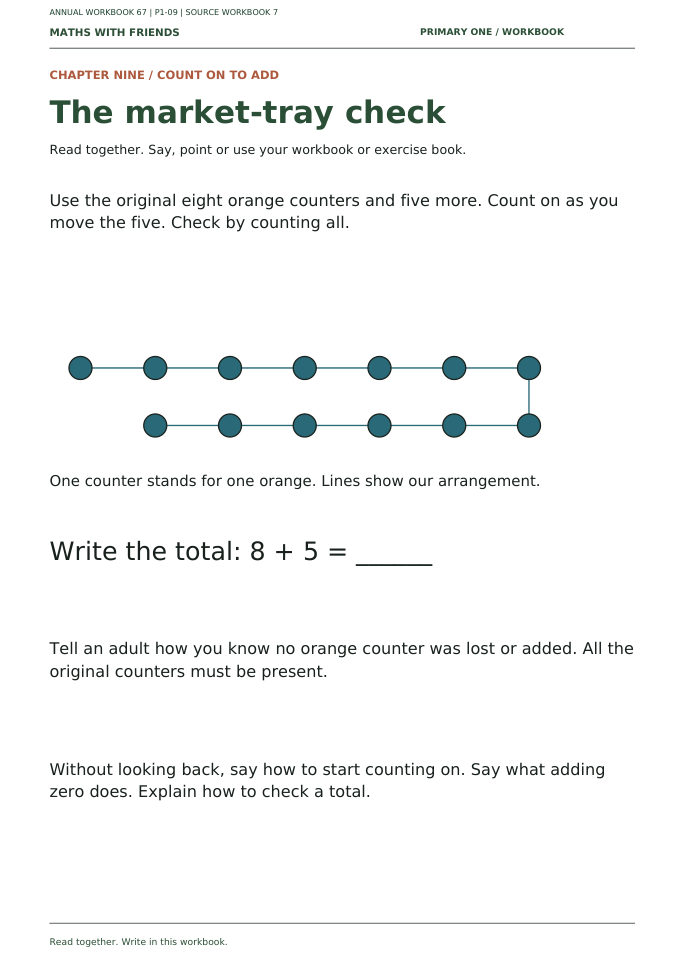 ANNUAL WORKBOOK 67 | P1-09 | SOURCE WORKBOOK 7
MATHS WITH FRIENDS
PRIMARY ONE / WORKBOOK
CHAPTER NINE / COUNT ON TO ADD
The market-tray check
Read together. Say, point or use your workbook or exercise book.
Use the original eight orange counters and five more. Count on as you
move the five. Check by counting all.
One counter stands for one orange. Lines show our arrangement.
Write the total: 8 + 5 = ______
Tell an adult how you know no orange counter was lost or added. All the
original counters must be present.
Without looking back, say how to start counting on. Say what adding
zero does. Explain how to check a total.
Read together. Write in this workbook.